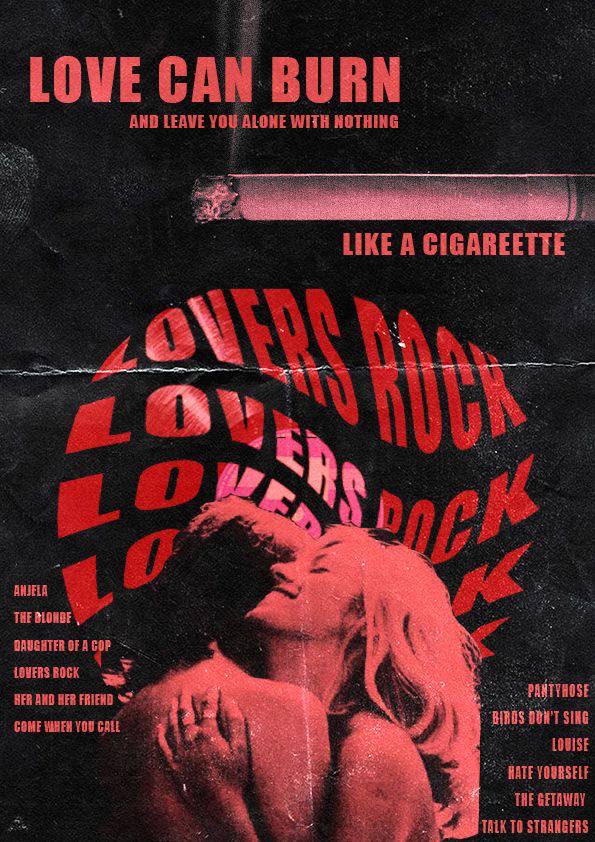 LOVE CAN BURN
AND LEAVE YOU ALONE WITH NOTHING
LIKE A CIGAREETTE
LOVERS ROCK
LOVERS
LOVERS ROCK
LO
ANJELA
THE BLONDE
DAUGHTER OF A COP
LOVERS ROCK
HER AND HER FRIEND
COME WHEN YOU CALL
PANTYHOSE
BIRDS DON'T SING
LOUISE
HATE YOURSELF
THE GETAWAY
TALK TO STRANGERS